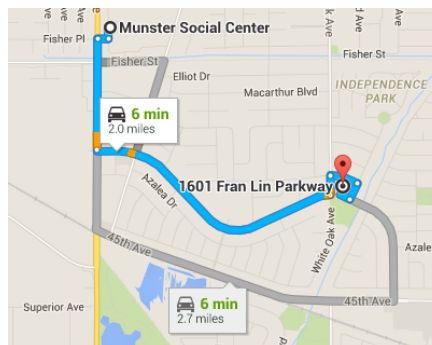 Munster Social Center
Fisher Pl
Fisher St
Fisher St
Elliot Dr
Macarthur Blvd
INDEPENDENCE
PARK
ak Ave
6 min
2.0 miles
1601 Fran Lin Parkway
Azalea Dr
White Oak Ave
45th Ave
Azale
6 min
2.7 miles
Superior Ave
45th Ave